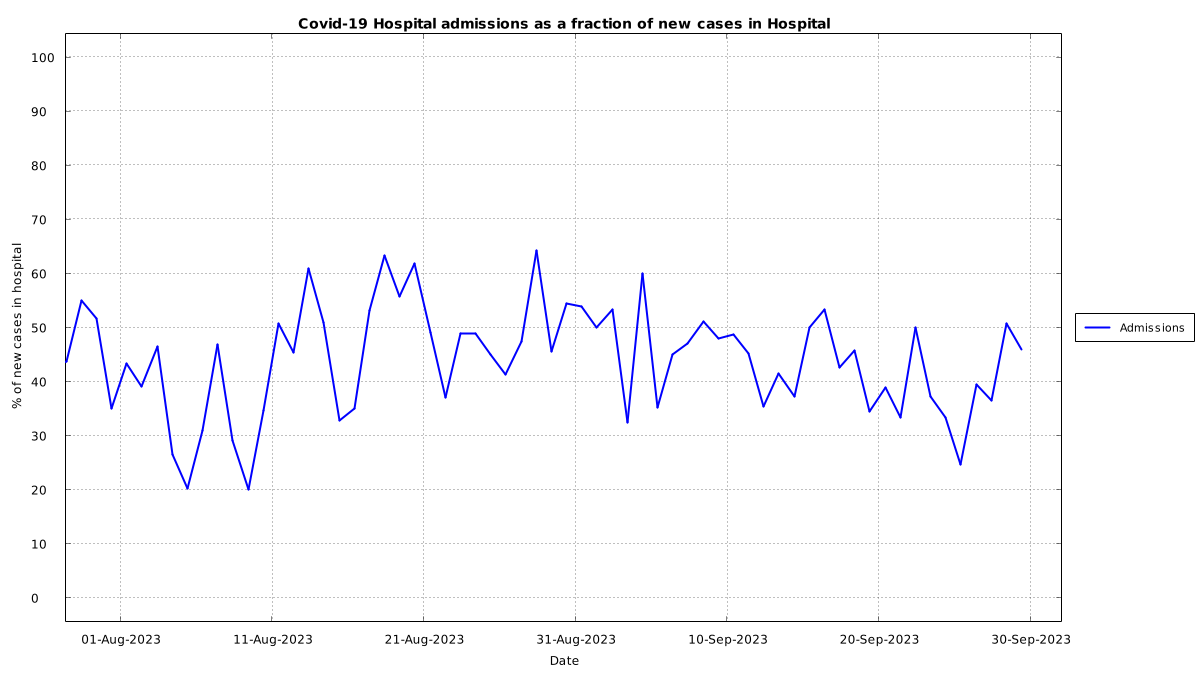 Covid-19 Hospital admissions as a fraction of new cases in Hospital
100
90
80
70
60
50
40
30
20
10
0
% of new cases in hospital
01-Aug-2023 11-Aug-2023 21-Aug-2023 31-Aug-2023 10-Sep-2023 20-Sep-2023 30-Sep-2023
Date
Admissions